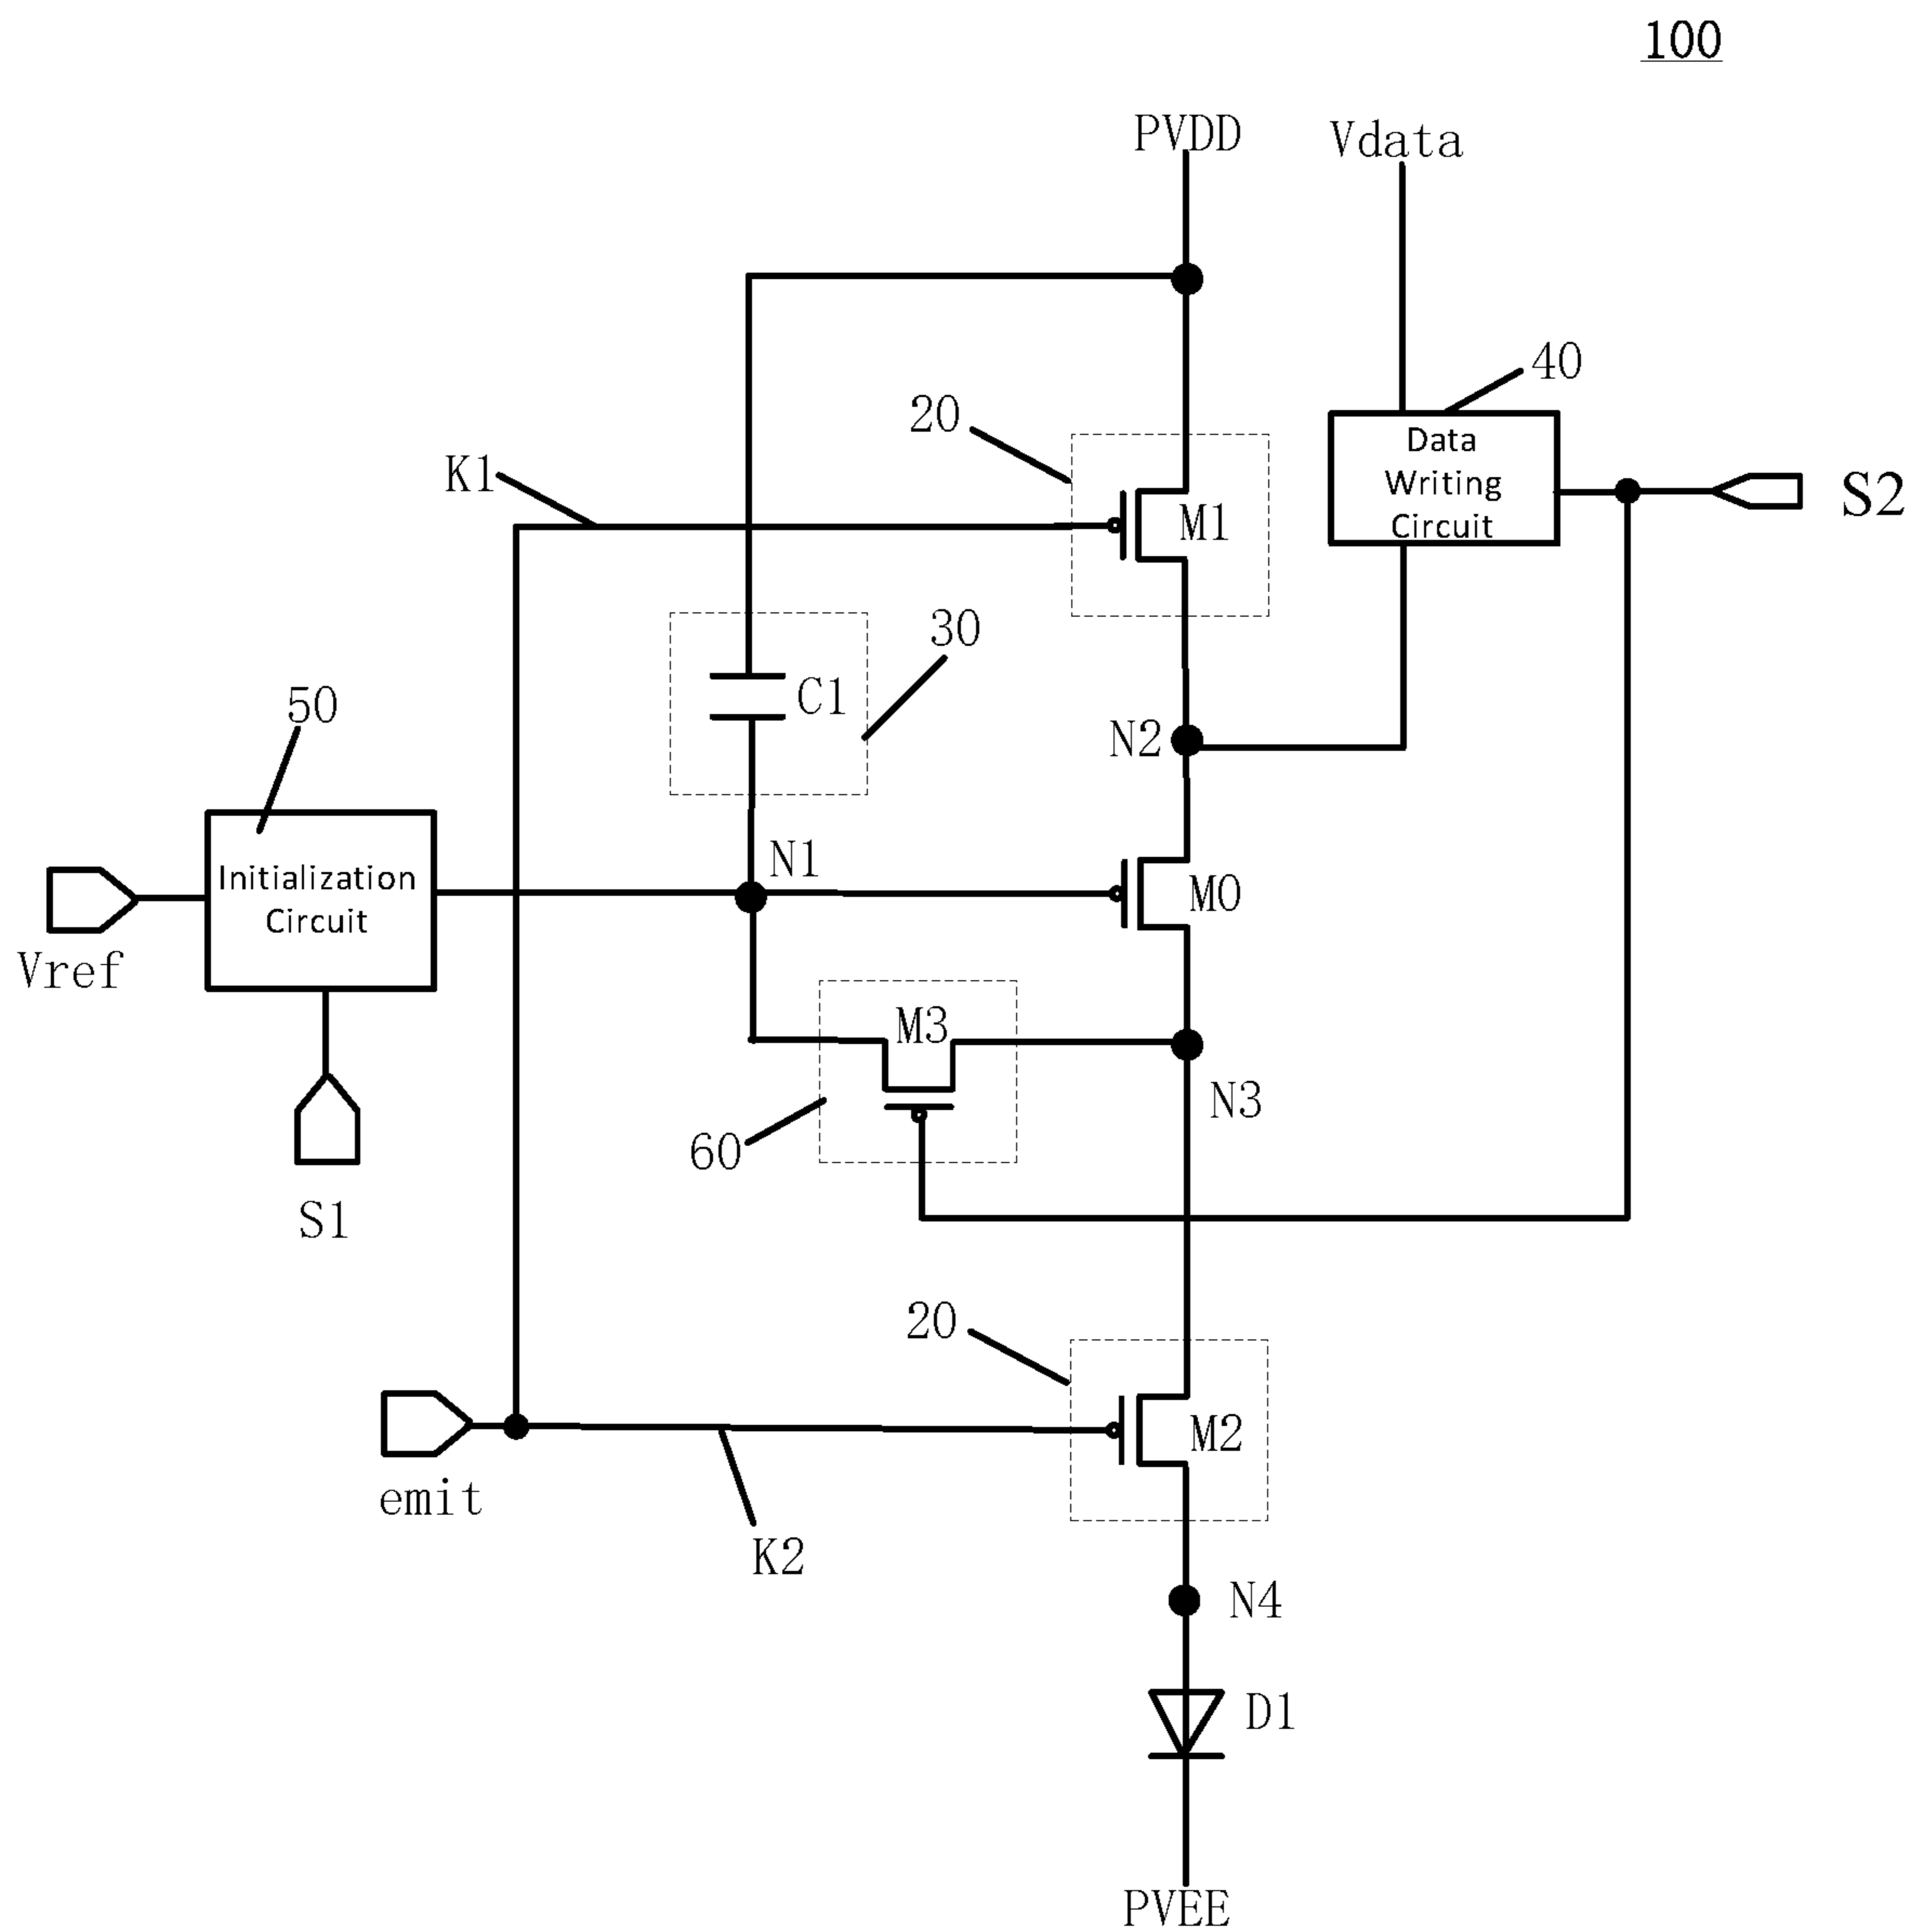 100
PVDD
Vdata
40
20
Data
Writing
Circuit
K1
S2
M1
30
50
C1
N2
N1
Initialization
Circuit
M0
Vref
M3
N3
60
S1
20
M2
emit
K2
N4
D1
PVEE